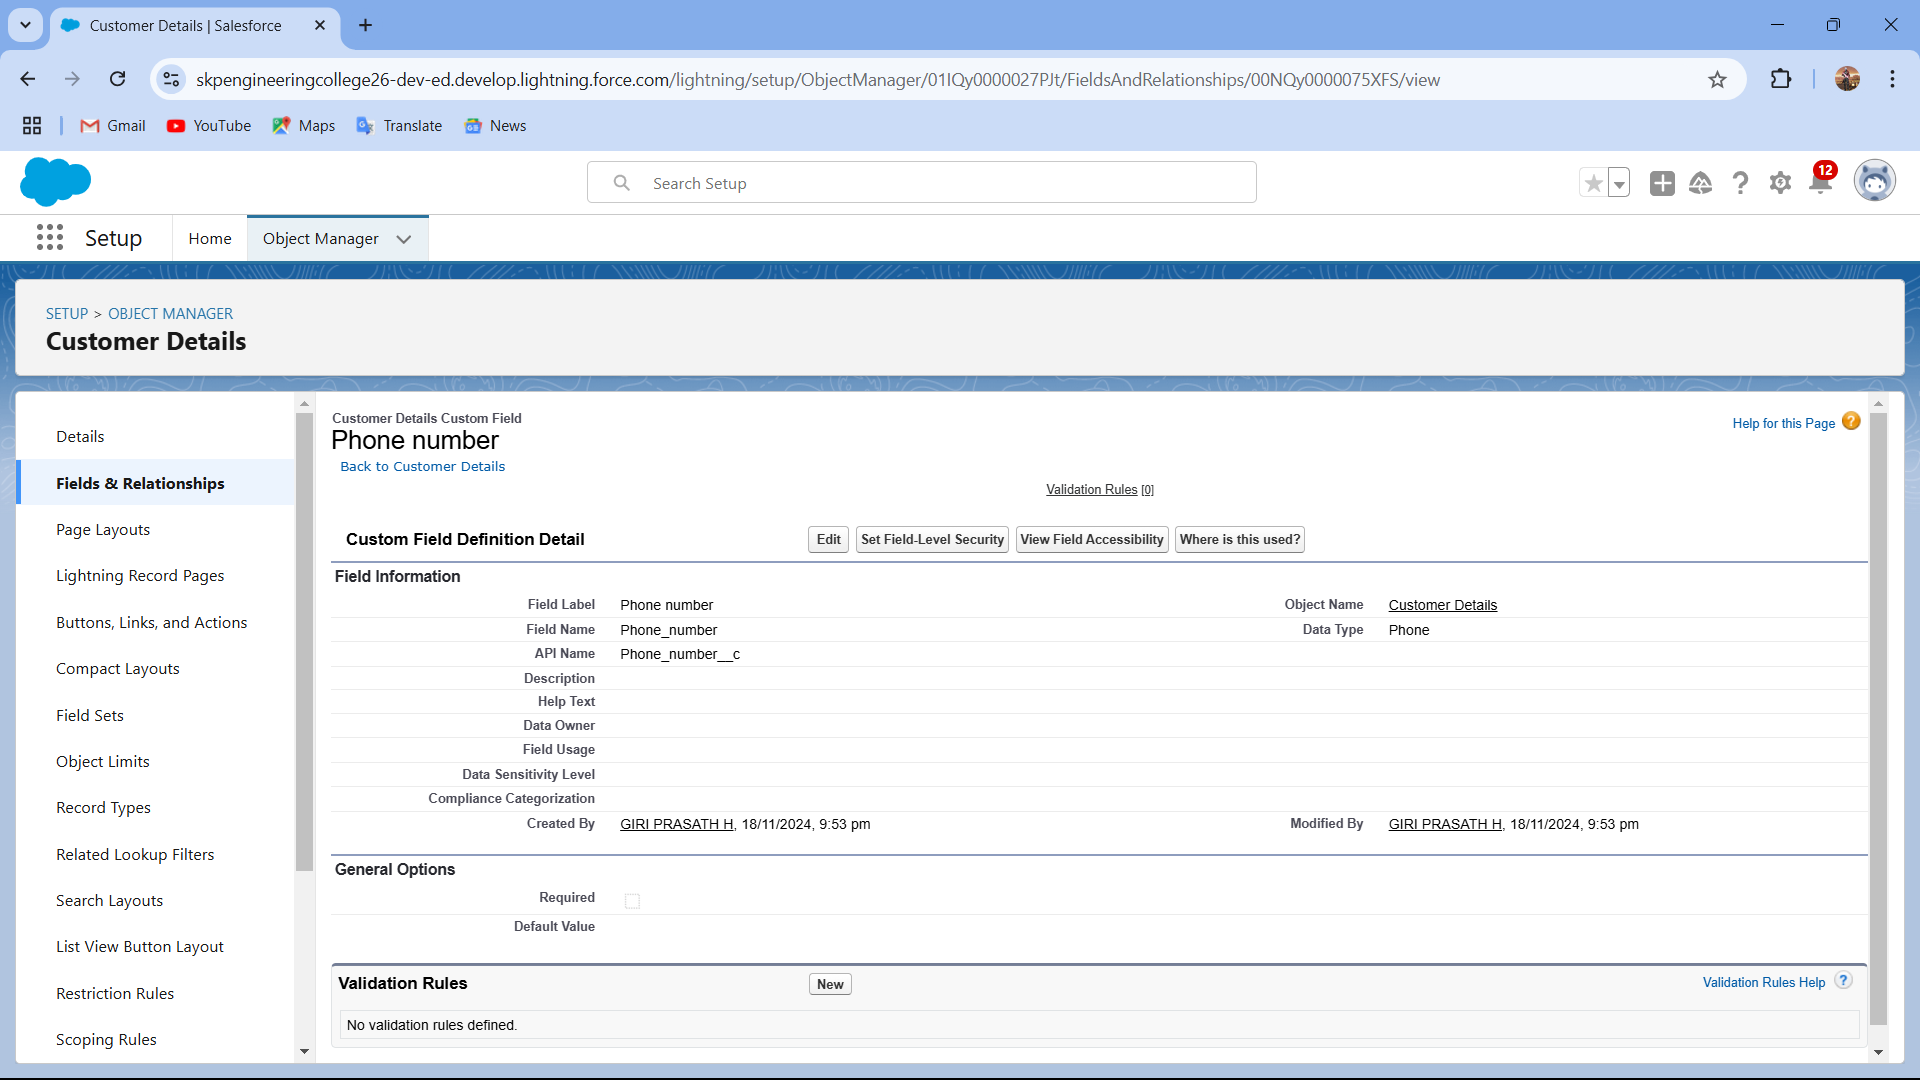 Customer Details | Salesforce
skpengineeringcollege26-dev-ed.develop.lightning.force.com/lightning/setup/ObjectManager/01IQy0000027PJt/FieldsAndRelationships/00NQy0000075XFS/view
Gmail YouTube Maps Translate News
Search Setup
12
Setup Home Object Manager
SETUP > OBJECT MANAGER
Customer Details
Details
Fields & Relationships
Page Layouts
Lightning Record Pages
Buttons, Links, and Actions
Compact Layouts
Field Sets
Object Limits
Record Types
Related Lookup Filters
Search Layouts
List View Button Layout
Restriction Rules
Scoping Rules
Customer Details Custom Field
Phone number
Back to Customer Details
Help for this Page
Validation Rules [0]
Custom Field Definition Detail Edit Set Field-Level Security View Field Accessibility Where is this used?
Field Information
Field Label Phone number Object Name Customer Details
Field Name Phone_number Data Type Phone
API Name Phone_number__c
Description
Help Text
Data Owner
Field Usage
Data Sensitivity Level
Compliance Categorization
Created By GIRI PRASATH H, 18/11/2024, 9:53 pm Modified By GIRI PRASATH H, 18/11/2024, 9:53 pm
General Options
Required
Default Value
Validation Rules New Validation Rules Help ?
No validation rules defined.